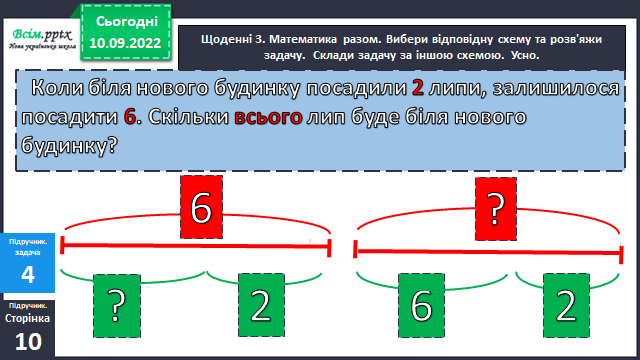 Всім.pptx
Нова українська школа
Сьогодні
10.09.2022
Щоденні 3. Математика разом. Вибери відповідну схему та розв'яжи
задачу. Склади задачу за іншою схемою. Усно.
Коли біля нового будинку посадили 2 липи, залишилося
посадити 6. Скільки всього лип буде біля нового
будинку?
6
?
? 2
6 2
Підручник.
задача
4
Підручник.
Сторінка
10